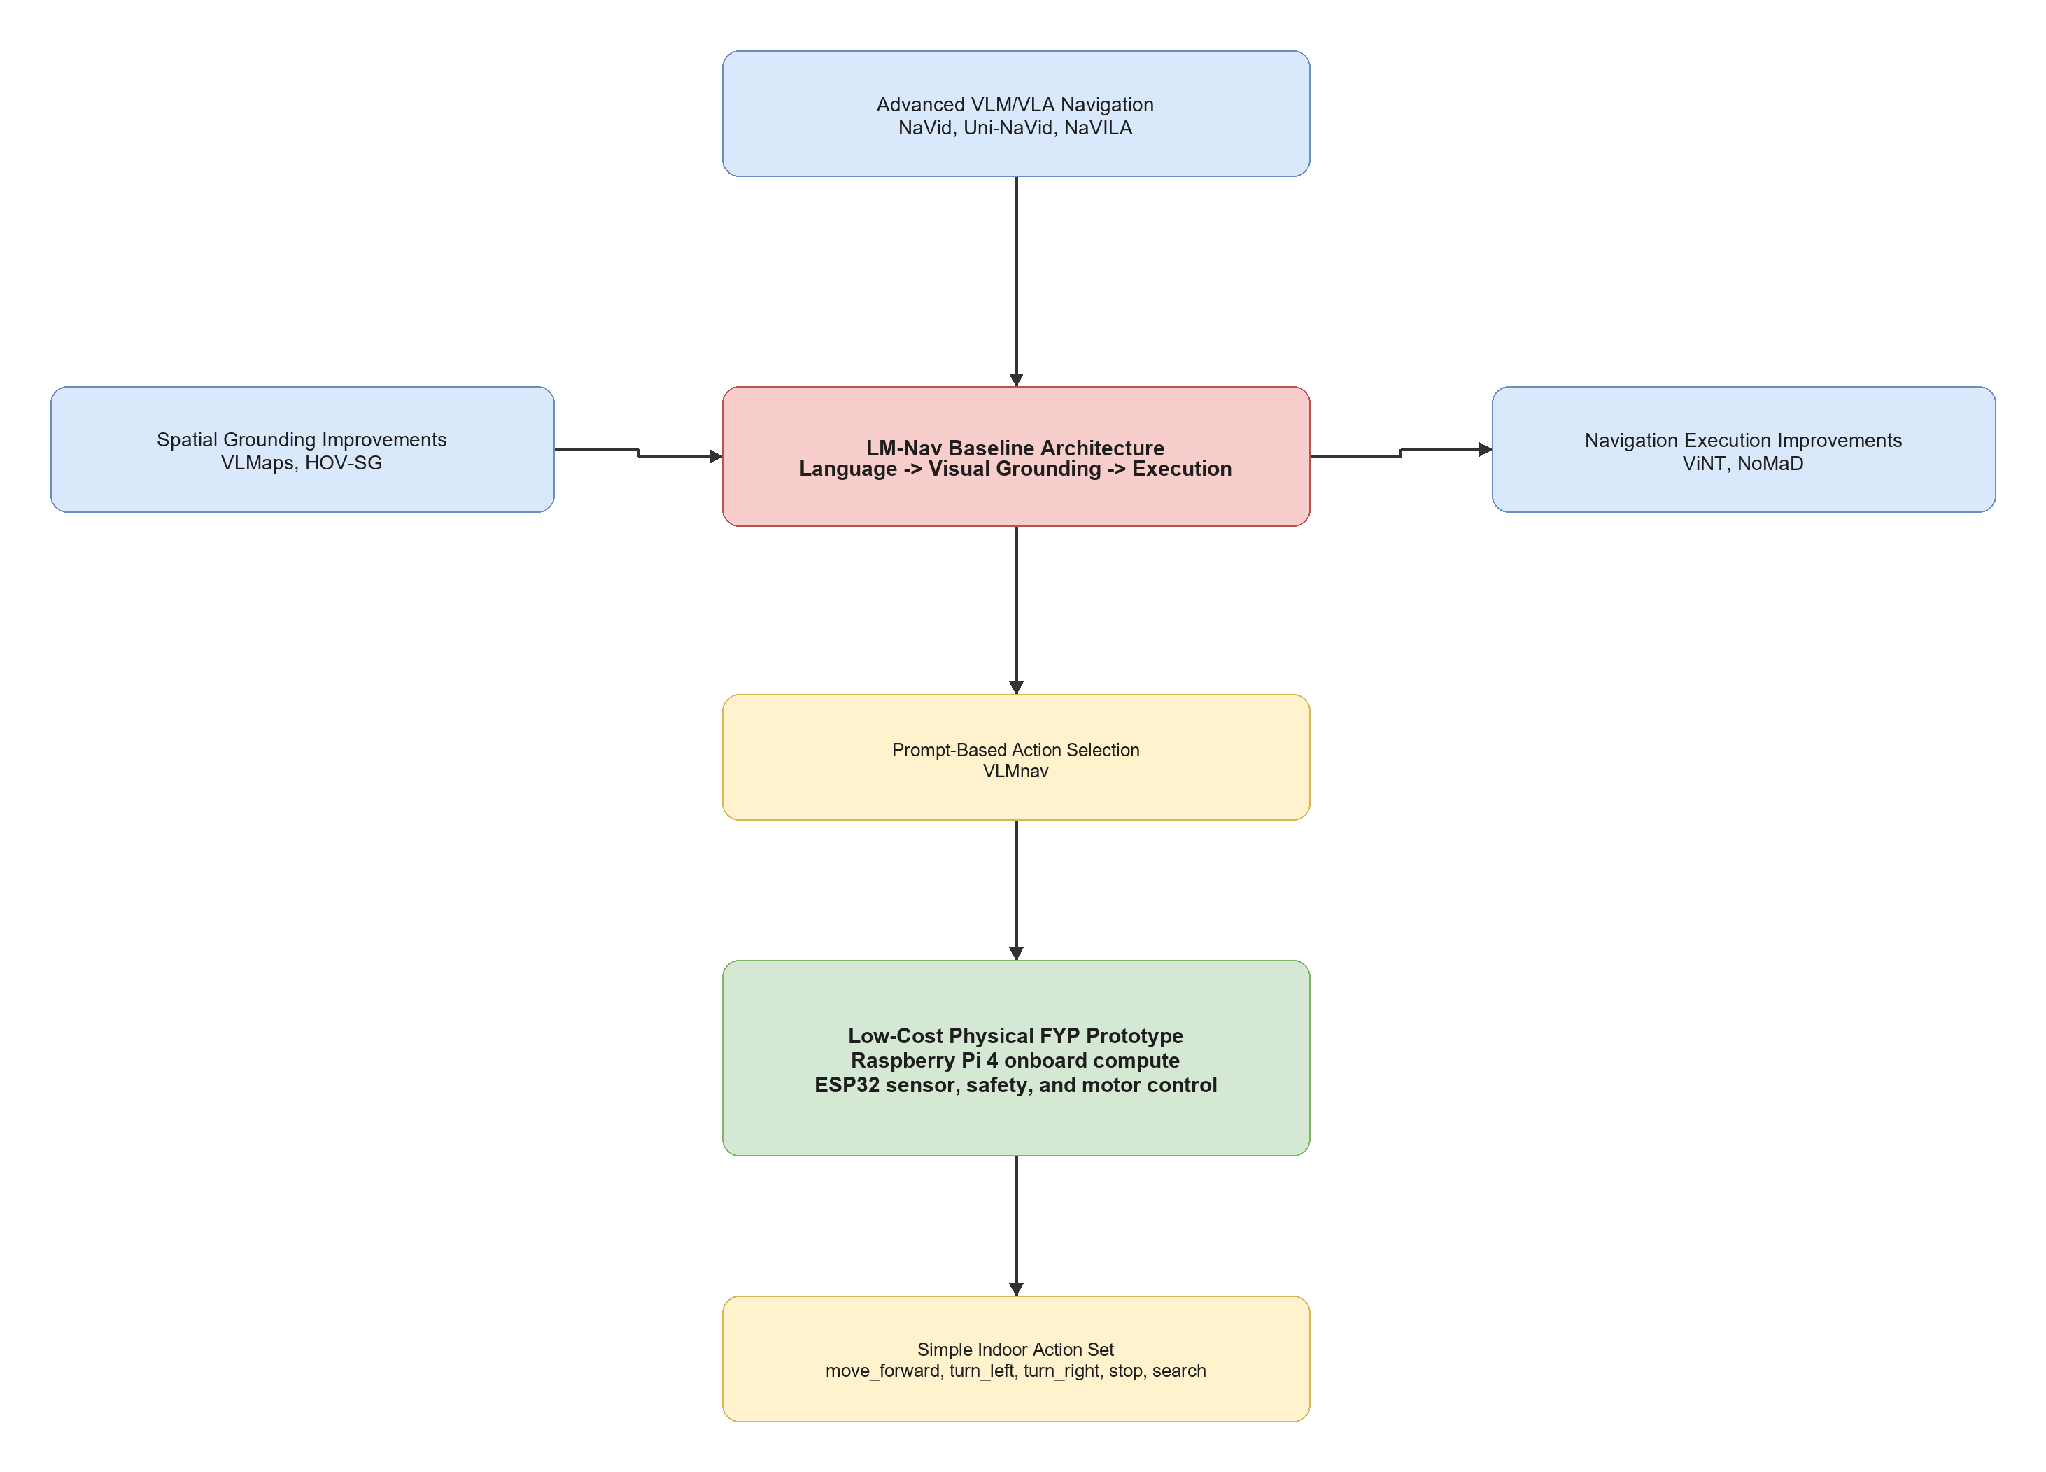 Advanced VLM/VLA Navigation
NaVid, Uni-NaVid, NaVILA
Spatial Grounding Improvements
VLMaps, HOV-SG
LM-Nav Baseline Architecture
Language -> Visual Grounding -> Execution
Navigation Execution Improvements
ViNT, NoMaD
Prompt-Based Action Selection
VLMnav
Low-Cost Physical FYP Prototype
Raspberry Pi 4 onboard compute
ESP32 sensor, safety, and motor control
Simple Indoor Action Set
move_forward, turn_left, turn_right, stop, search